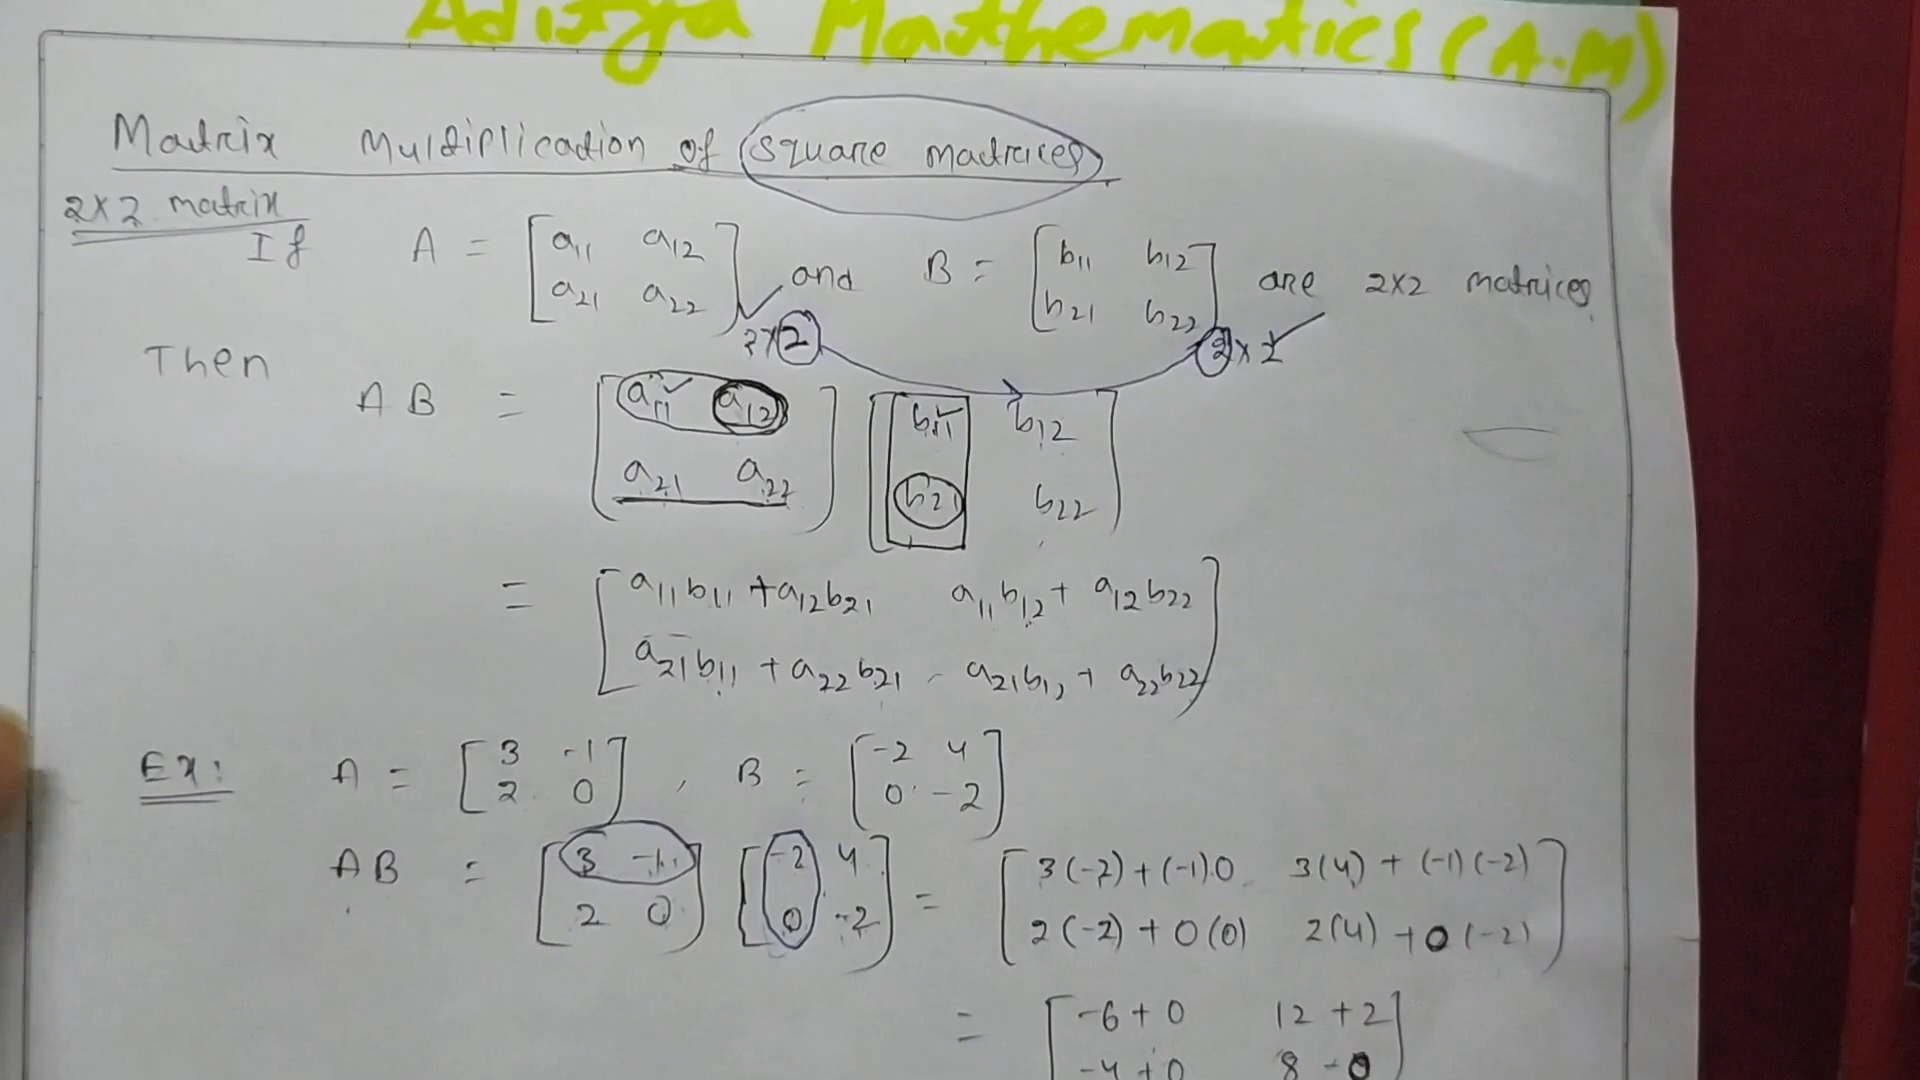 Aditya Mathematics (A.M)
Matrix Multiplication of square matrices
2x2 matrix
If A = [a11 a12 and B = [b11 b12 are 2x2 matrices
a21 a22] b21 b22]
2x2 2x2
Then
AB = [a11 a12 [b11 b12
a21 a22] b21 b22]
= [a11b11 + a12b21 a11b12 + a12b22
a21b11 + a22b21 a21b12 + a22b22]
Ex: A = [3 -1 , B = [-2 4
2 0] 0 -2]
AB = [3 -1 [-2 4 = [3(-2) + (-1).0 3(4) + (-1)(-2)
2 0] 0 -2] 2(-2) + 0(0) 2(4) + 0(-2)]
= [-6 + 0 12 + 2
-4 + 0 8 - 0]